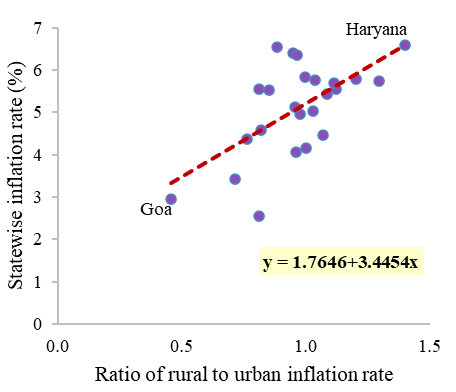 7
Haryana
6
5
4
3
Goa
2
y = 1.7646+3.4454x
1
0
0.0 0.5 1.0 1.5
Statewise inflation rate (%)
Ratio of rural to urban inflation rate